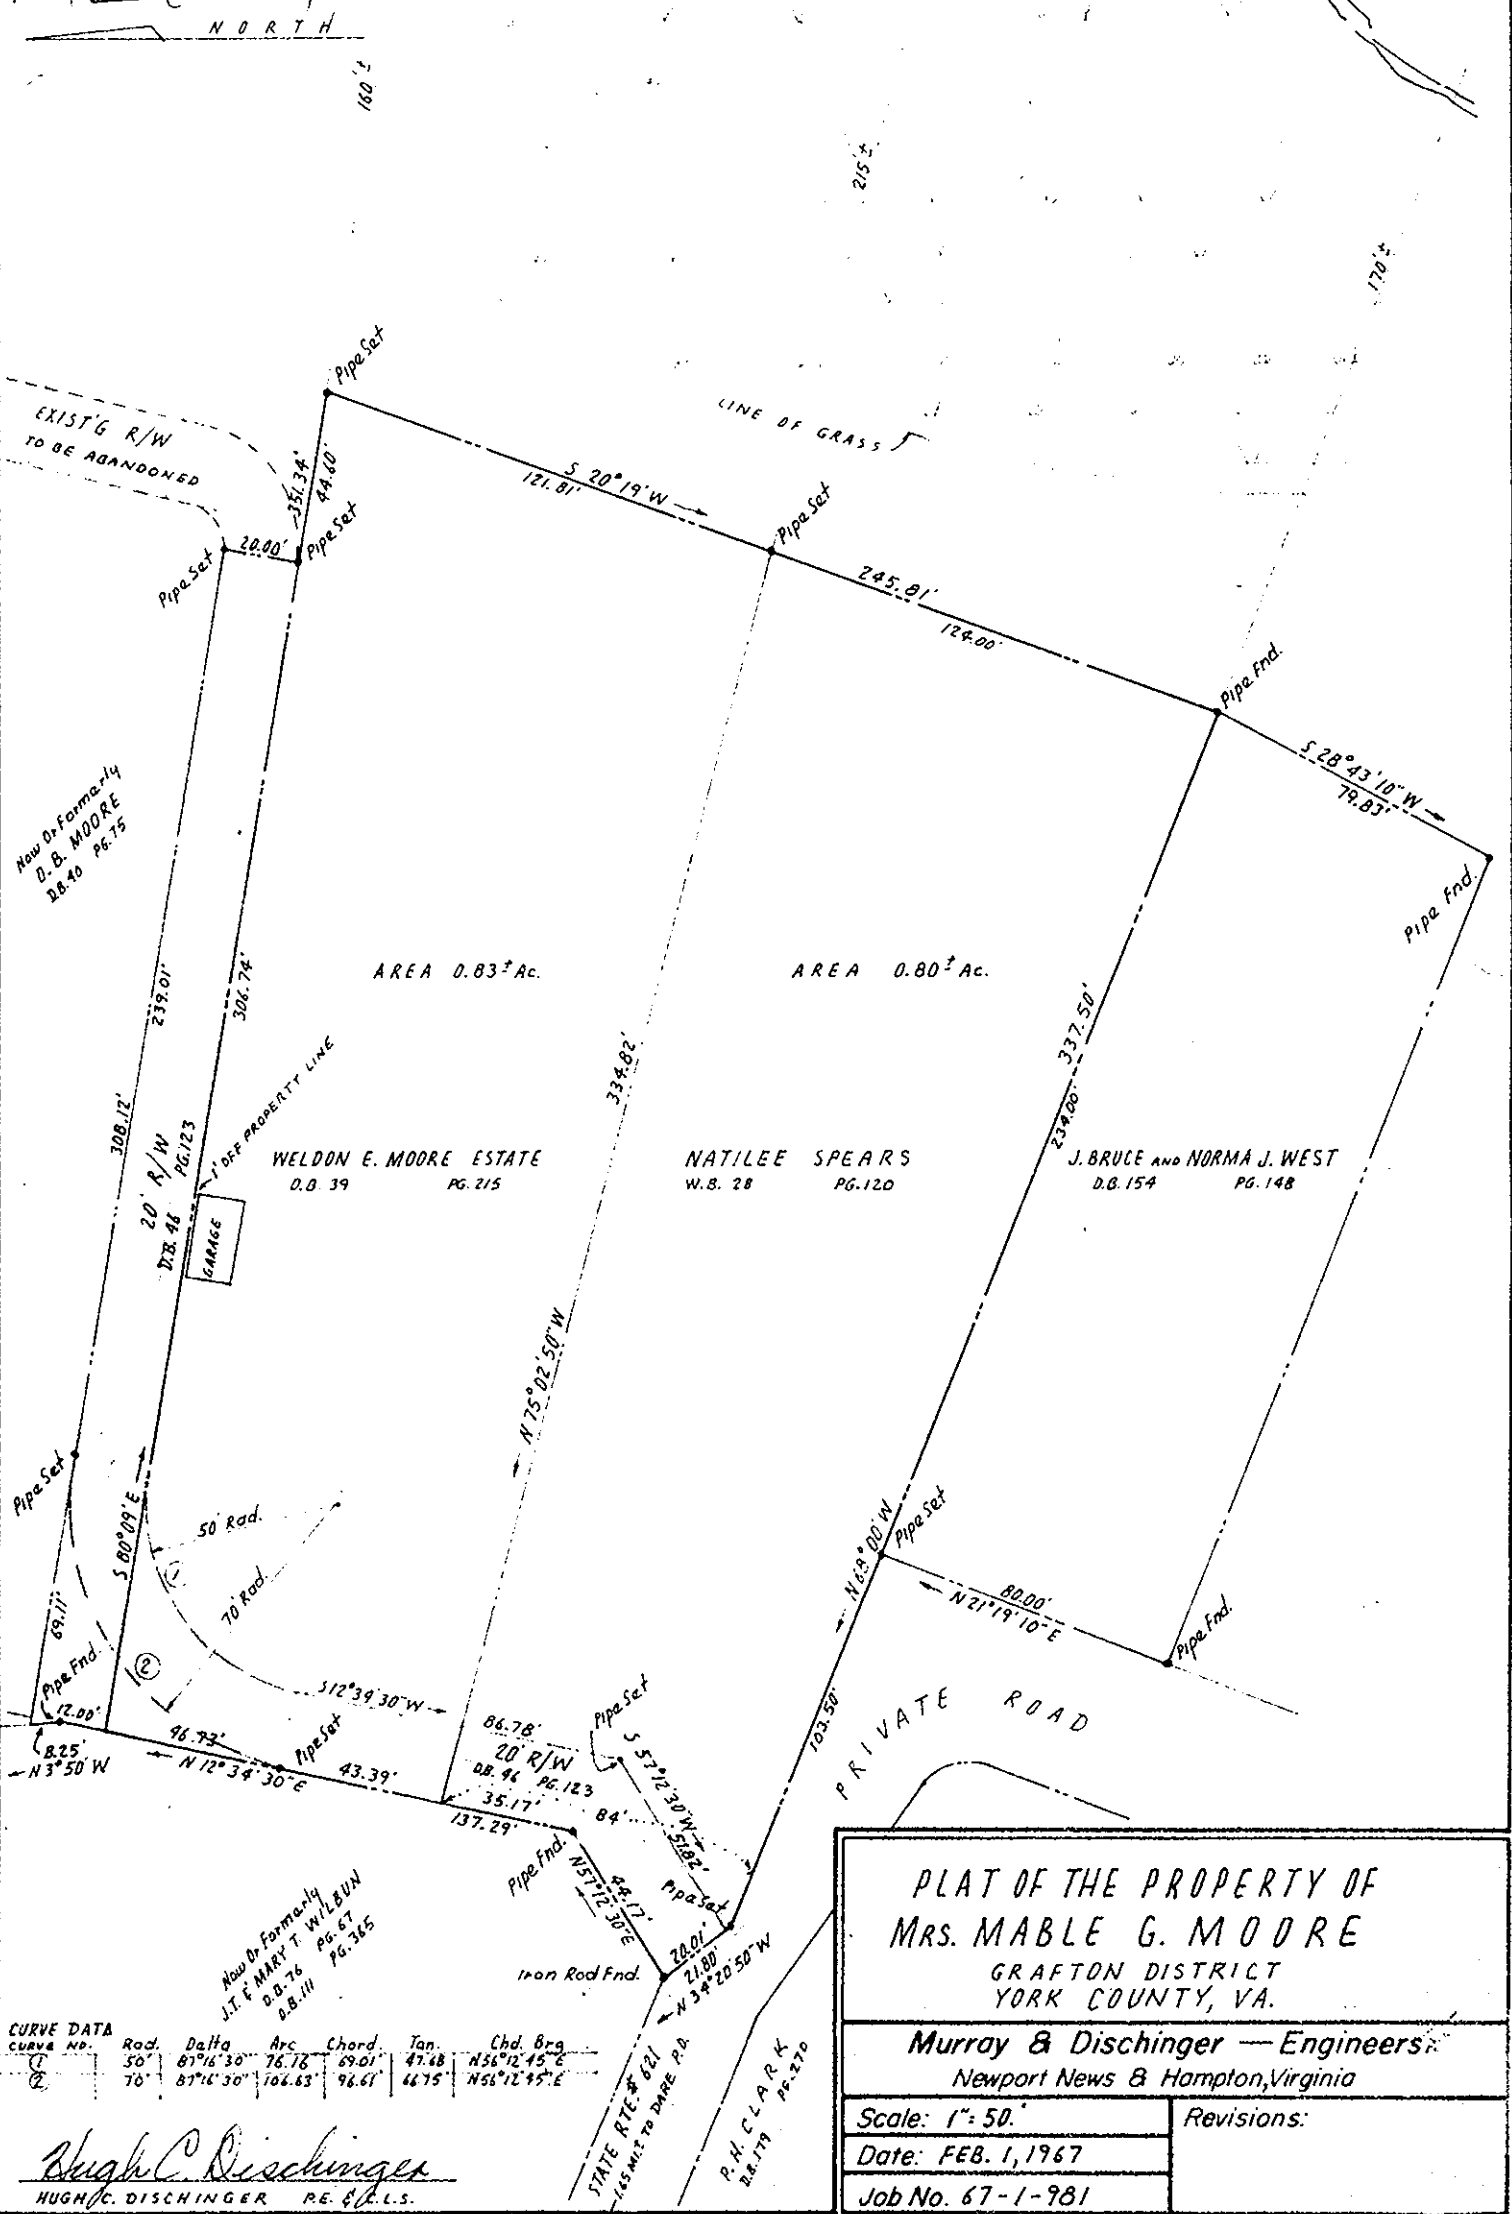 NORTH
160'±
215'±
170'±
Pipe Set
EXIST'G R/W
TO BE ABANDONED
351.34'
44.60'
LINE OF GRASS
S 20°19' W
121.81'
Pipe Set
20.00'
Pipe Set
Pipe Set
245.81'
124.00'
Pipe Fnd.
S 28°43'10" W
79.83'
Pipe Fnd.
Now Or Formerly
O.B. MOORE
D.B.40 PG.75
239.01'
306.74'
AREA 0.83± Ac.
AREA 0.80± Ac.
337.50'
234.00'
334.82'
308.12'
20' R/W
D.B. 46 PG.123
1' OFF PROPERTY LINE
GARAGE
WELDON E. MOORE ESTATE
D.B. 39 PG. 215
NATILEE SPEARS
W.B. 28 PG.120
J. BRUCE AND NORMA J. WEST
D.B. 154 PG. 148
N 75°02'50" W
Pipe Set
S 80°09' E
50' Rad.
1
70' Rad.
69.11'
Pipe Fnd.
2
N 68°00' W
Pipe Set
80.00'
N 21°19'10" E
Pipe Fnd.
103.50'
PRIVATE ROAD
S 12°39'30" W
12.00'
8.25'
N 3°50' W
46.73'
N 12°34'30" E
Pipe Set
43.39'
86.78'
20' R/W
D.B. 46 PG.123
35.17'
137.29'
84'
Pipe Set
S 57°12'30" W
51.82'
Pipe Fnd.
44.17'
N 57°12'30" E
Pipe Set
20.01'
21.80'
N 34°20'50" W
Iron Rod Fnd.
Now Or Formerly
J.T. & MARY T. WILBUN
D.B. 76 PG. 67
D.B. 111 PG. 365
STATE RTE.# 621
1.65 MI.± TO DARE P.O.
P.H. CLARK
D.B. 179 PG. 270
CURVE DATA
CURVE NO. Rad. Delta Arc Chord Tan. Chd. Brg.
1 50' 87°16'30" 76.16' 69.01' 47.68 N56°12'45"E
2 70' 87°16'30" 106.63' 96.61' 66.75' N56°12'45"E
Hugh C. Dischinger
HUGH C. DISCHINGER P.E. & C.L.S.
PLAT OF THE PROPERTY OF
MRS. MABLE G. MOORE
GRAFTON DISTRICT
YORK COUNTY, VA.
Murray & Dischinger — Engineers
Newport News & Hampton, Virginia
Scale: 1"= 50.'
Revisions:
Date: FEB. 1, 1967
Job No. 67-1-981